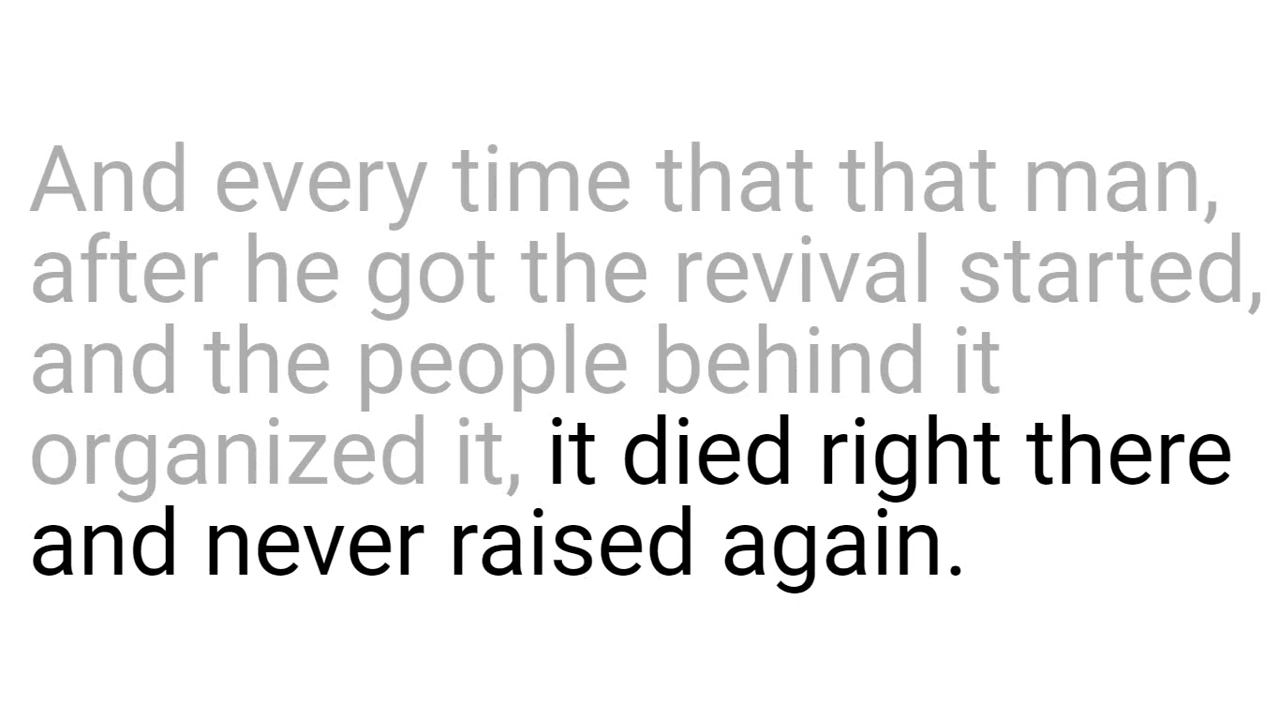 And every time that that man,
after he got the revival started,
and the people behind it
organized it, it died right there
and never raised again.